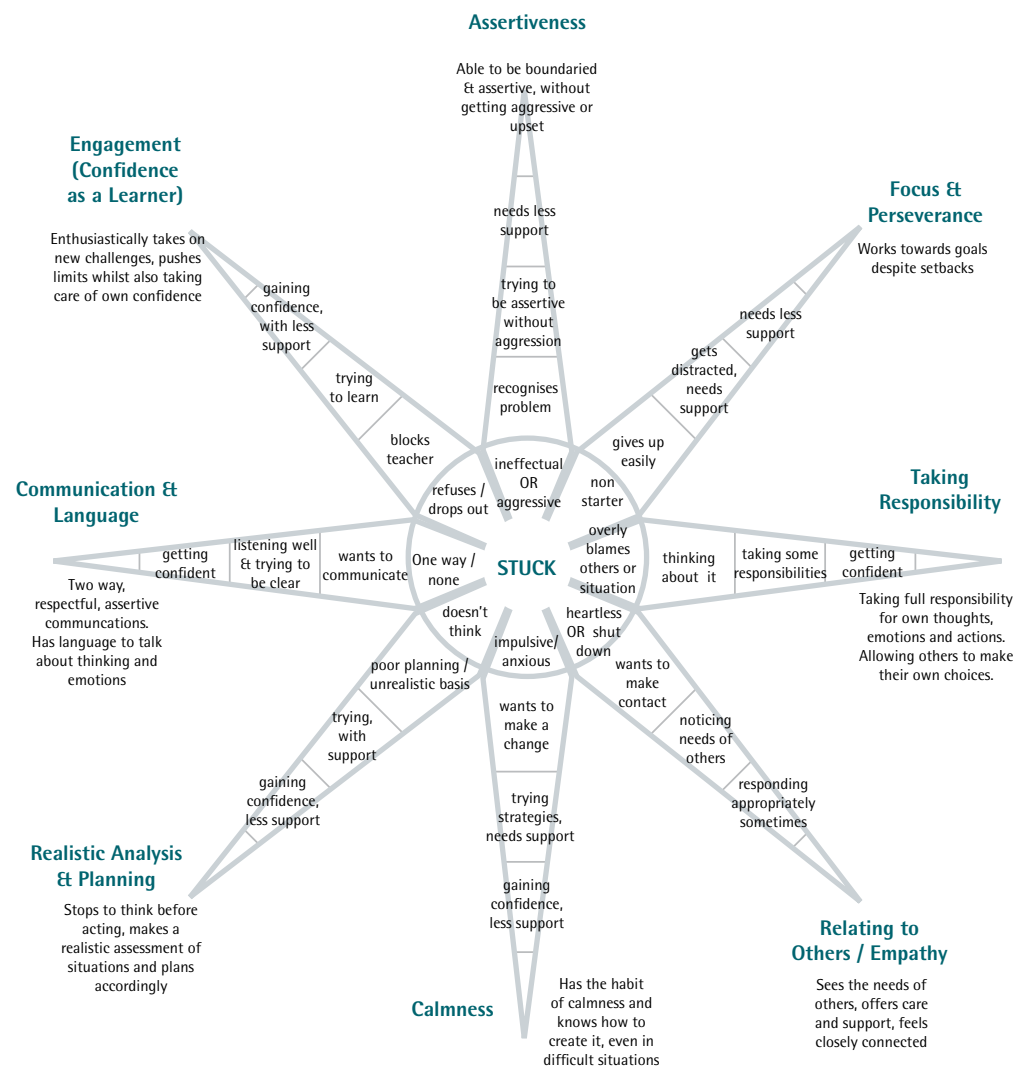 Assertiveness
Able to be boundaried
& assertive, without
getting aggressive or
upset
needs less
support
trying to
be assertive
without
aggression
recognises
problem
ineffectual
OR
aggressive
Focus &
Perseverance
Works towards goals
despite setbacks
needs less
support
gets
distracted,
needs
support
gives up
easily
non
starter
Taking
Responsibility
overly
blames
others or
situation
thinking
about it
taking some
responsibilities
getting
confident
Taking full responsibility
for own thoughts,
emotions and actions.
Allowing others to make
their own choices.
heartless
OR shut
down
wants to
make
contact
noticing
needs of
others
responding
appropriately
sometimes
Relating to
Others / Empathy
Sees the needs of
others, offers care
and support, feels
closely connected
impulsive/
anxious
wants to
make a
change
trying
strategies,
needs support
gaining
confidence,
less support
Calmness
Has the habit
of calmness and
knows how to
create it, even in
difficult situations
doesn't
think
poor planning /
unrealistic basis
trying,
with
support
gaining
confidence,
less support
Realistic Analysis
& Planning
Stops to think before
acting, makes a
realistic assessment of
situations and plans
accordingly
Communication &
Language
One way /
none
wants to
communicate
listening well
& trying to
be clear
getting
confident
Two way,
respectful, assertive
communcations.
Has language to talk
about thinking and
emotions
Engagement
(Confidence
as a Learner)
Enthusiastically takes on
new challenges, pushes
limits whilst also taking
care of own confidence
gaining
confidence,
with less
support
trying
to learn
blocks
teacher
refuses /
drops out
STUCK